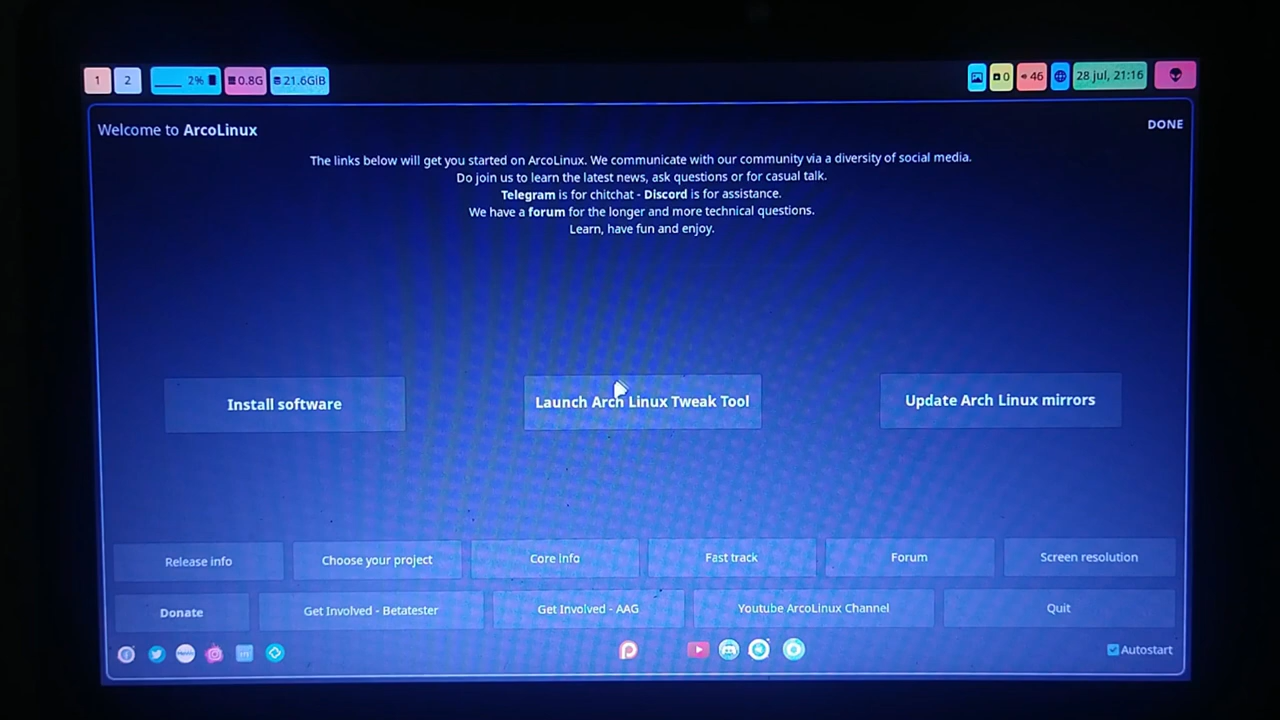 1 2 2% 0.8G 21.6GiB 0 46 28 jul, 21:16
Welcome to ArcoLinux DONE
The links below will get you started on ArcoLinux. We communicate with our community via a diversity of social media.
Do join us to learn the latest news, ask questions or for casual talk.
Telegram is for chitchat - Discord is for assistance.
We have a forum for the longer and more technical questions.
Learn, have fun and enjoy.
Install software Launch Arch Linux Tweak Tool Update Arch Linux mirrors
Release info Choose your project Core info Fast track Forum Screen resolution
Donate Get Involved - Betatester Get Involved - AAG Youtube ArcoLinux Channel Quit
Autostart